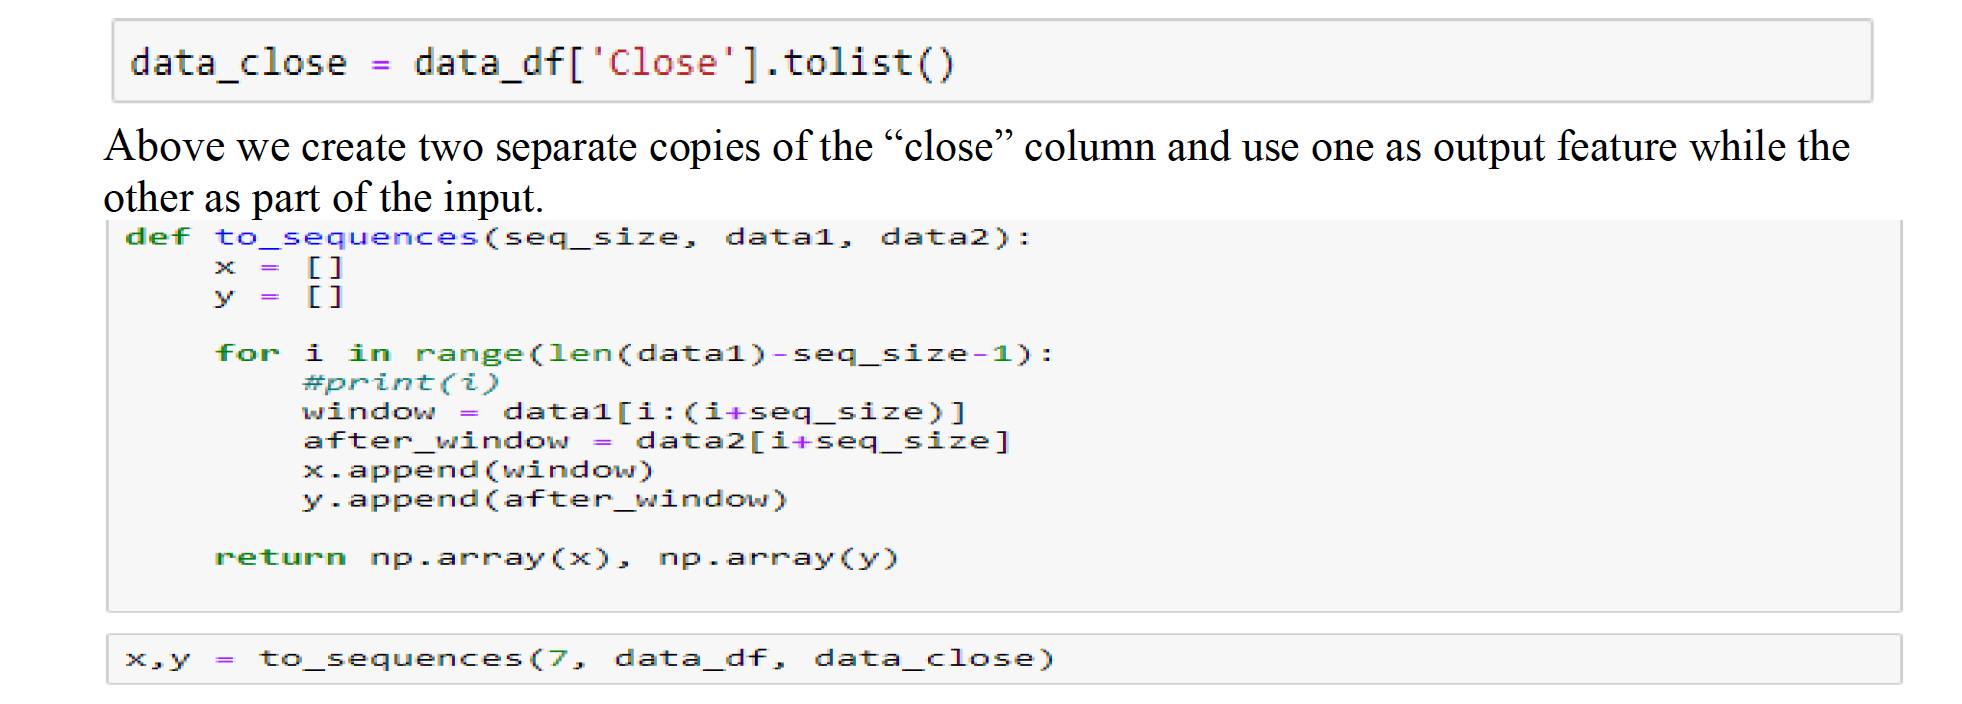 data_close = data_df['Close'].tolist()
Above we create two separate copies of the “close” column and use one as output feature while the
other as part of the input.
def to_sequences(seq_size, data1, data2):
    x = []
    y = []
    for i in range(len(data1)-seq_size-1):
        #print(i)
        window = data1[i:(i+seq_size)]
        after_window = data2[i+seq_size]
        x.append(window)
        y.append(after_window)
    return np.array(x), np.array(y)
x,y = to_sequences(7, data_df, data_close)